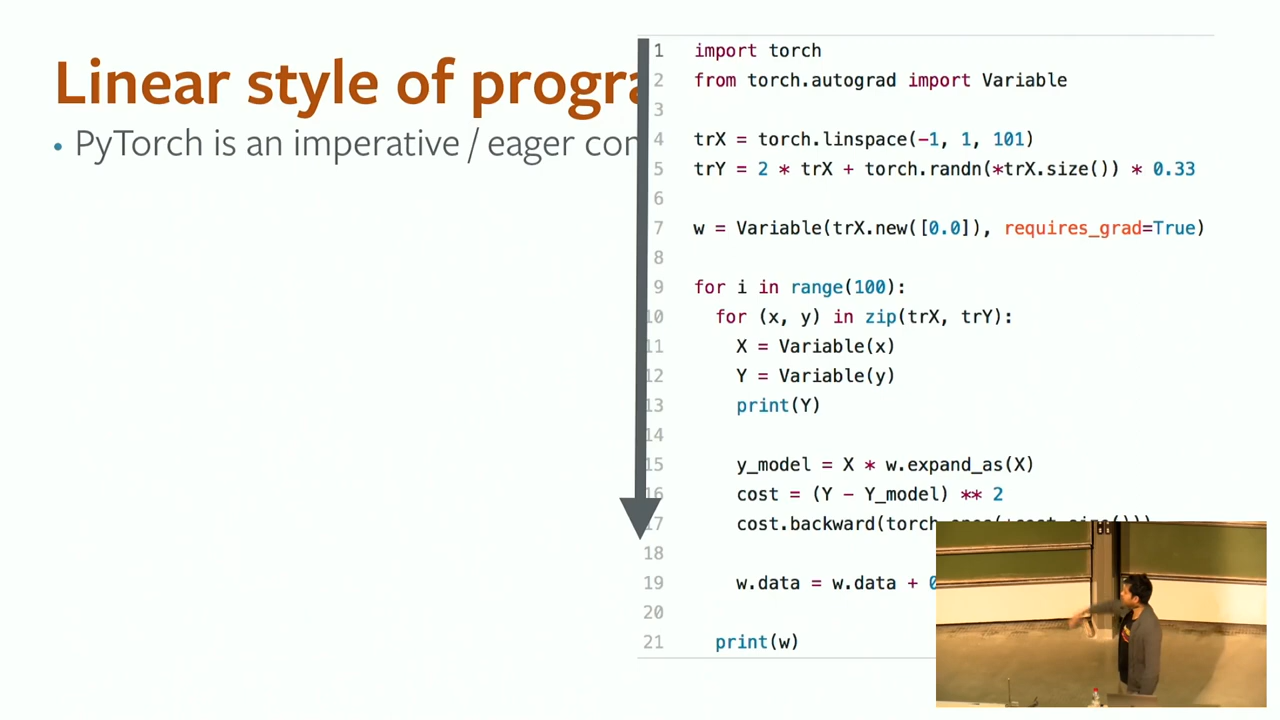 Linear style of progra
• PyTorch is an imperative / eager con
1 import torch
2 from torch.autograd import Variable
3
4 trX = torch.linspace(-1, 1, 101)
5 trY = 2 * trX + torch.randn(*trX.size()) * 0.33
6
7 w = Variable(trX.new([0.0]), requires_grad=True)
8
9 for i in range(100):
10 for (x, y) in zip(trX, trY):
11 X = Variable(x)
12 Y = Variable(y)
13 print(Y)
14
15 y_model = X * w.expand_as(X)
16 cost = (Y - Y_model) ** 2
17 cost.backward(torch.ones(*cost.size()))
18
19 w.data = w.data + 0
20
21 print(w)